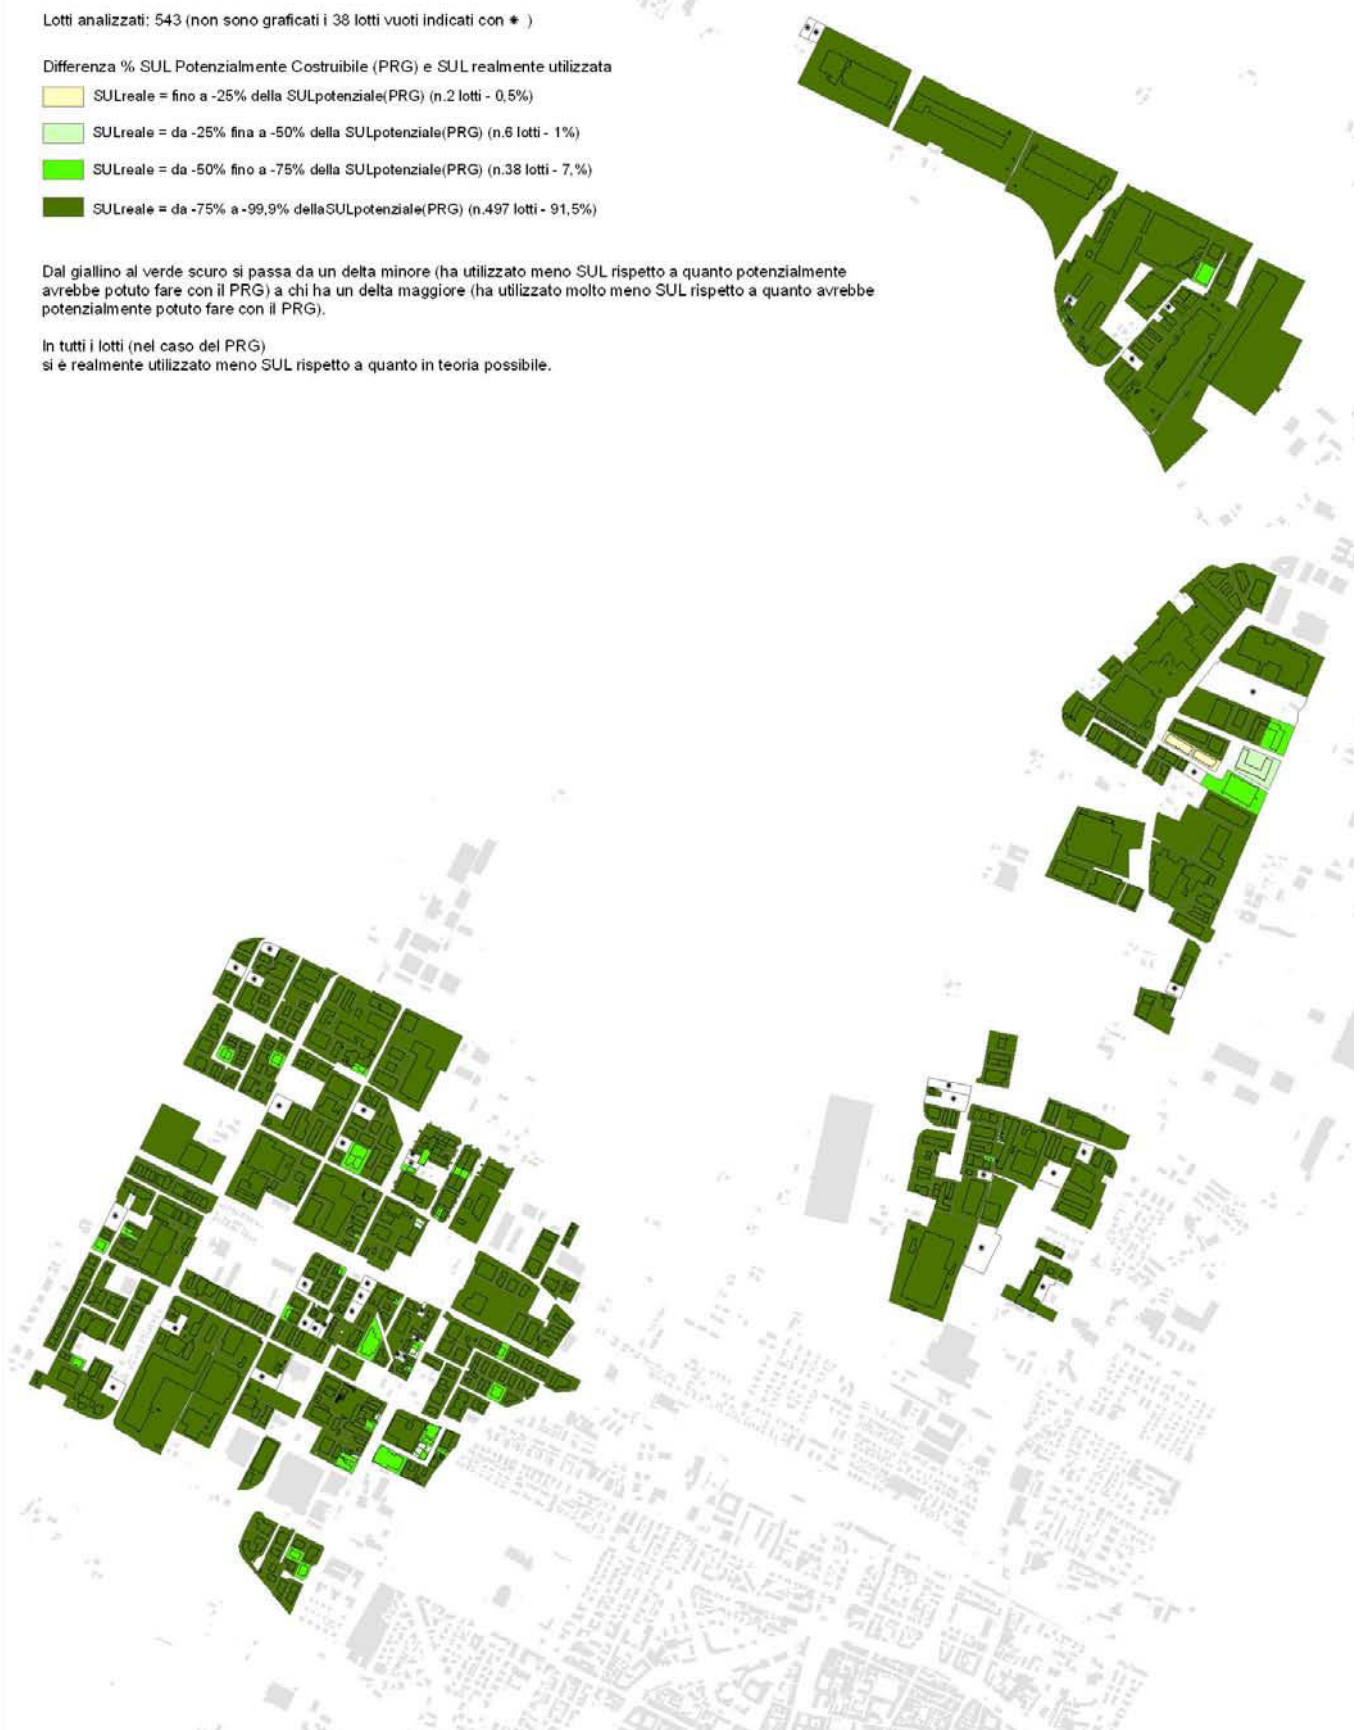 Lotti analizzati: 543 (non sono graficati i 38 lotti vuoti indicati con * )
Differenza % SUL Potenzialmente Costruibile (PRG) e SUL realmente utilizzata
SULreale = fino a -25% della SULpotenziale(PRG) (n.2 lotti - 0,5%)
SULreale = da -25% fina a -50% della SULpotenziale(PRG) (n.6 lotti - 1%)
SULreale = da -50% fino a -75% della SULpotenziale(PRG) (n.38 lotti - 7,%)
SULreale = da -75% a -99,9% dellaSULpotenziale(PRG) (n.497 lotti - 91,5%)
Dal giallino al verde scuro si passa da un delta minore (ha utilizzato meno SUL rispetto a quanto potenzialmente
avrebbe potuto fare con il PRG) a chi ha un delta maggiore (ha utilizzato molto meno SUL rispetto a quanto avrebbe
potenzialmente potuto fare con il PRG).
In tutti i lotti (nel caso del PRG)
si è realmente utilizzato meno SUL rispetto a quanto in teoria possibile.